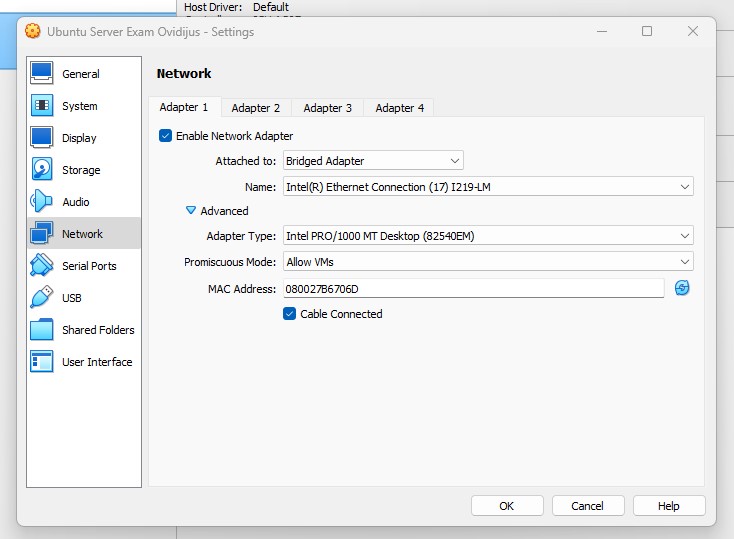 Host Driver: Default
Ubuntu Server Exam Ovidijus - Settings
General
System
Display
Storage
Audio
Network
Serial Ports
USB
Shared Folders
User Interface
Network
Adapter 1 Adapter 2 Adapter 3 Adapter 4
Enable Network Adapter
Attached to: Bridged Adapter
Name: Intel(R) Ethernet Connection (17) I219-LM
Advanced
Adapter Type: Intel PRO/1000 MT Desktop (82540EM)
Promiscuous Mode: Allow VMs
MAC Address: 080027B6706D
Cable Connected
OK Cancel Help